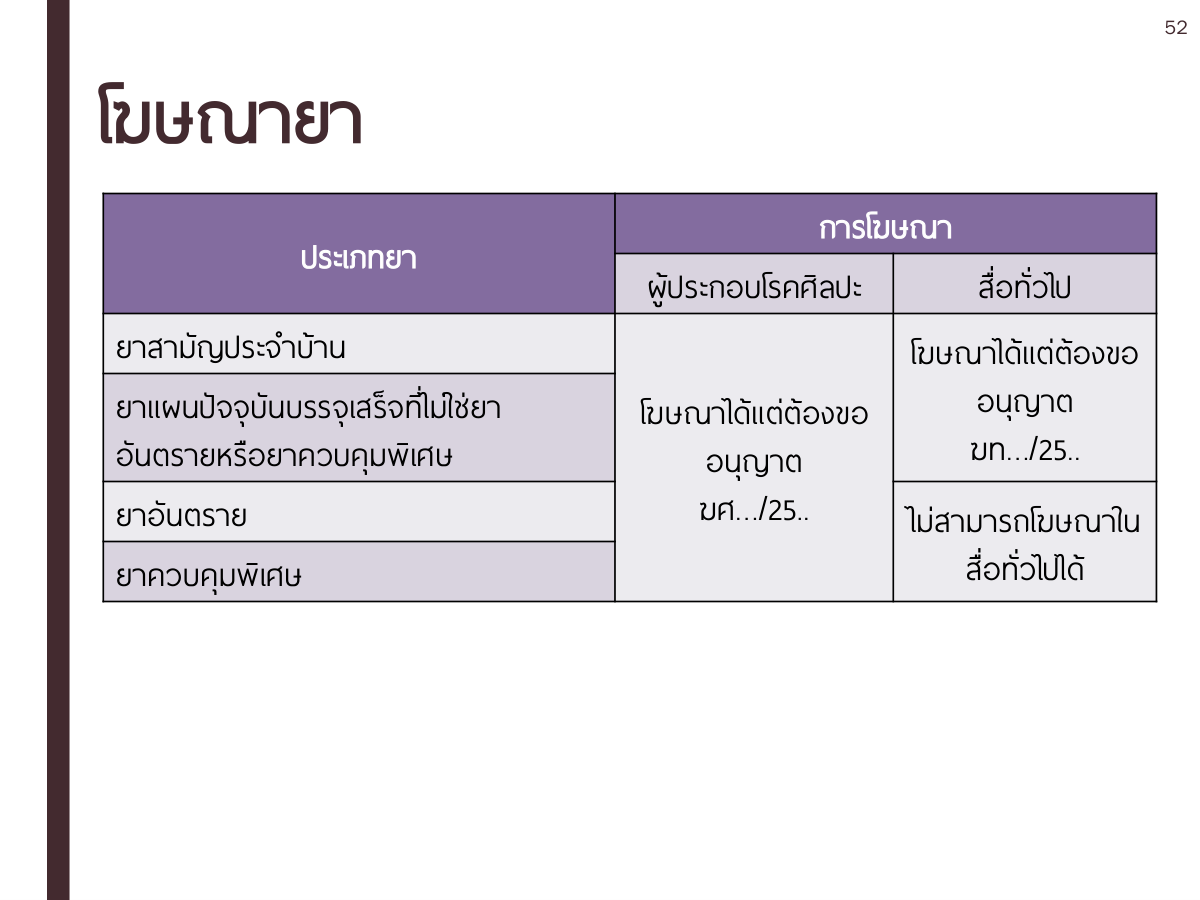 52
โฆษณายา
ประเภทยา
การโฆษณา
ผู้ประกอบโรคศิลปะ
สื่อทั่วไป
ยาสามัญประจำบ้าน
ยาแผนปัจจุบันบรรจุเสร็จที่ไม่ใช่ยา
อันตรายหรือยาควบคุมพิเศษ
ยาอันตราย
ยาควบคุมพิเศษ
โฆษณาได้แต่ต้องขอ
อนุญาต
ฆศ.../25..
โฆษณาได้แต่ต้องขอ
อนุญาต
ฆท.../25..
ไม่สามารถโฆษณาใน
สื่อทั่วไปได้